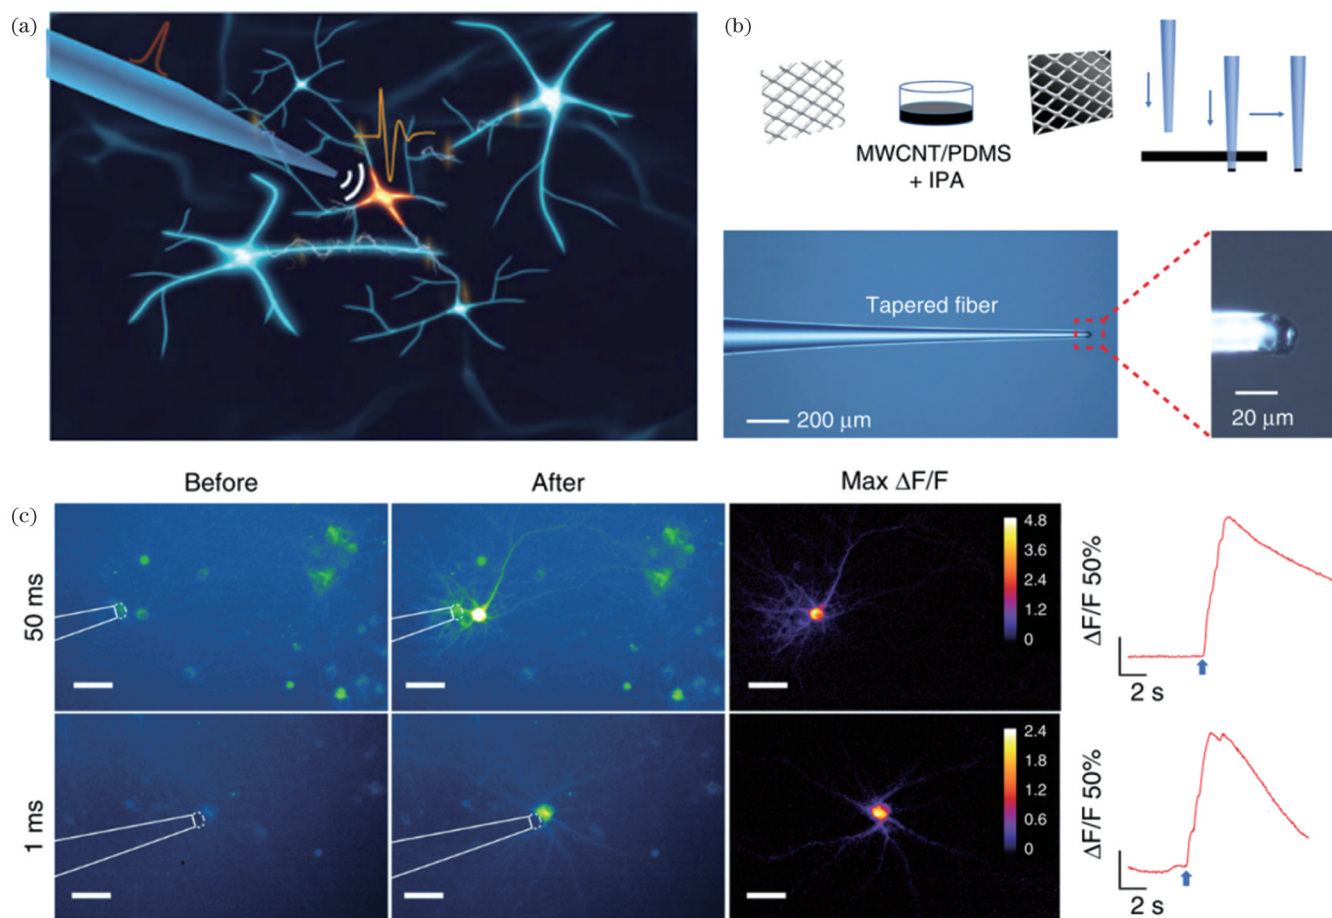 (a)
(b)
MWCNT/PDMS
+ IPA
Tapered fiber
200 μm
20 μm
(c)
Before
After
Max ΔF/F
50 ms
4.8
3.6
2.4
1.2
0
ΔF/F 50%
2 s
1 ms
2.4
1.8
1.2
0.6
0
ΔF/F 50%
2 s